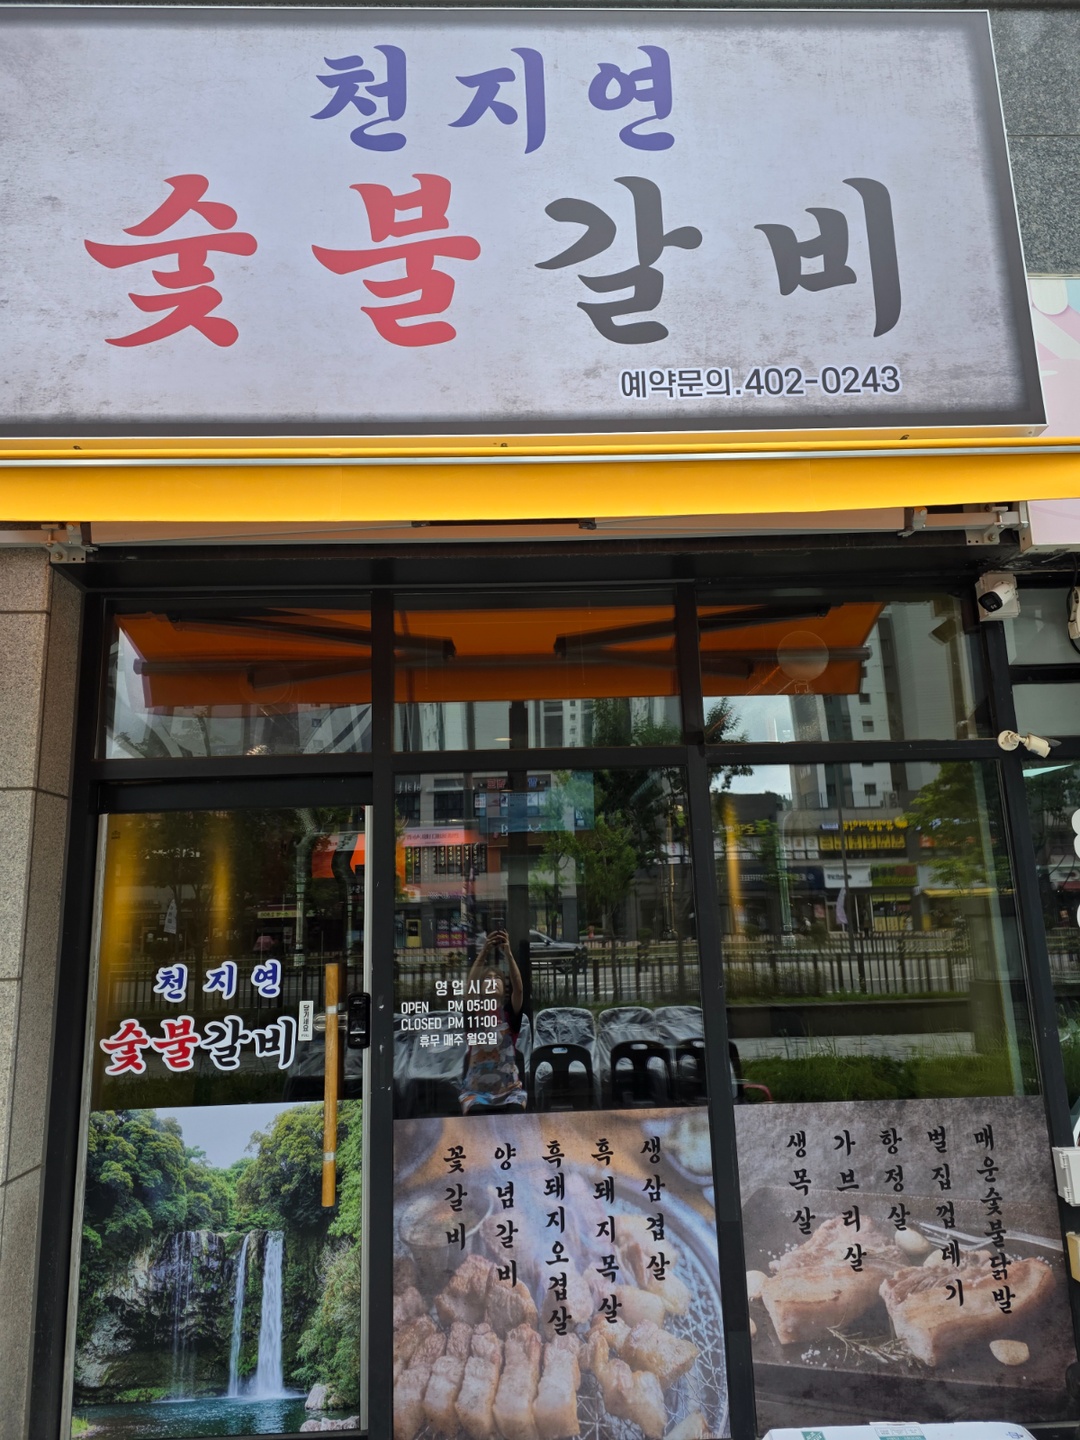 천지연
숯불갈비
예약문의.402-0243
천지연
숯불갈비
영업시간
OPEN PM 05:00
CLOSED PM 11:00
휴무 매주 월요일
꽃갈비
양념갈비
흑돼지오겹살
흑돼지목살
생삼겹살
생목살
가브리살
항정살
벌집껍데기
매운숯불닭발